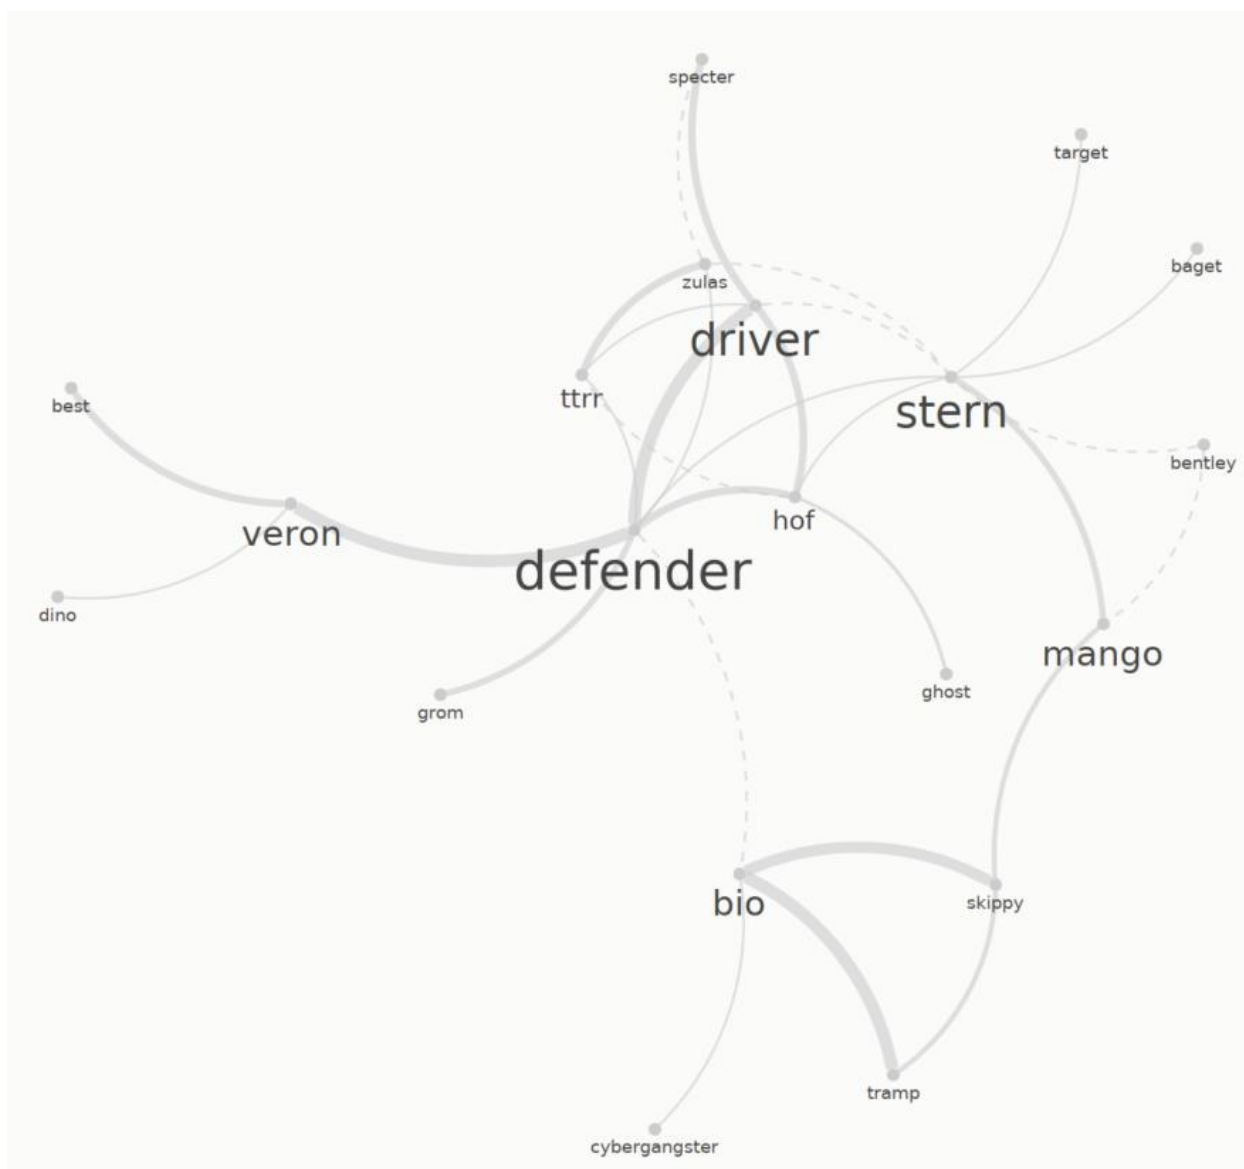 specter
target
baget
zulas
driver
ttrr
best
stern
bentley
hof
veron
defender
dino
mango
ghost
grom
bio
skippy
tramp
cybergangster